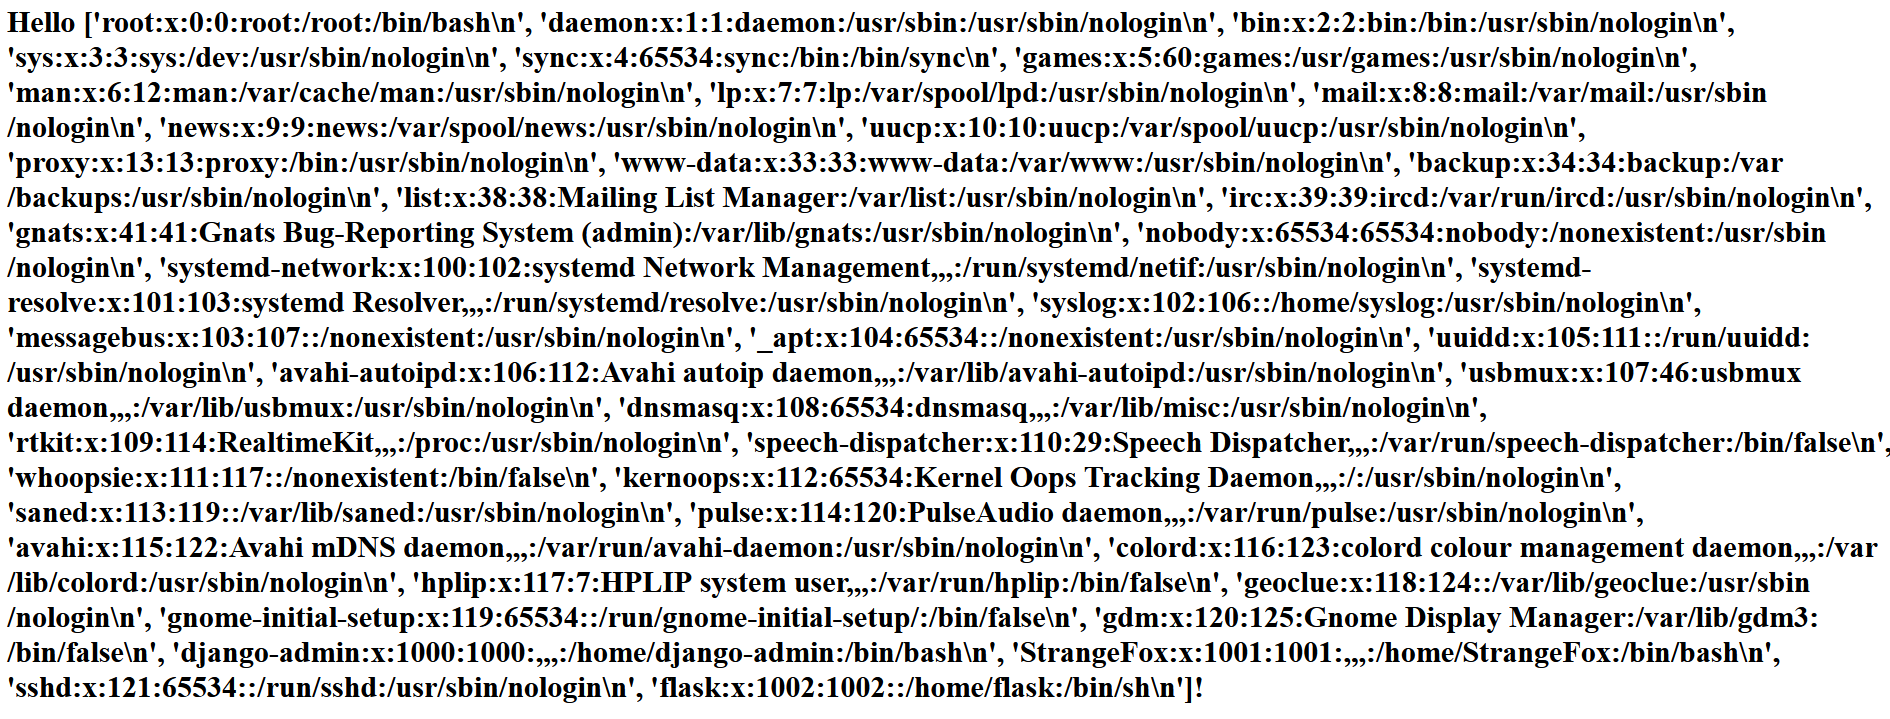 Hello ['root:x:0:0:root:/root:/bin/bash\n', 'daemon:x:1:1:daemon:/usr/sbin:/usr/sbin/nologin\n', 'bin:x:2:2:bin:/bin:/usr/sbin/nologin\n',
'sys:x:3:3:sys:/dev:/usr/sbin/nologin\n', 'sync:x:4:65534:sync:/bin:/bin/sync\n', 'games:x:5:60:games:/usr/games:/usr/sbin/nologin\n',
'man:x:6:12:man:/var/cache/man:/usr/sbin/nologin\n', 'lp:x:7:7:lp:/var/spool/lpd:/usr/sbin/nologin\n', 'mail:x:8:8:mail:/var/mail:/usr/sbin
/nologin\n', 'news:x:9:9:news:/var/spool/news:/usr/sbin/nologin\n', 'uucp:x:10:10:uucp:/var/spool/uucp:/usr/sbin/nologin\n',
'proxy:x:13:13:proxy:/bin:/usr/sbin/nologin\n', 'www-data:x:33:33:www-data:/var/www:/usr/sbin/nologin\n', 'backup:x:34:34:backup:/var
/backups:/usr/sbin/nologin\n', 'list:x:38:38:Mailing List Manager:/var/list:/usr/sbin/nologin\n', 'irc:x:39:39:ircd:/var/run/ircd:/usr/sbin/nologin\n',
'gnats:x:41:41:Gnats Bug-Reporting System (admin):/var/lib/gnats:/usr/sbin/nologin\n', 'nobody:x:65534:65534:nobody:/nonexistent:/usr/sbin
/nologin\n', 'systemd-network:x:100:102:systemd Network Management,,,:/run/systemd/netif:/usr/sbin/nologin\n', 'systemd-
resolve:x:101:103:systemd Resolver,,,:/run/systemd/resolve:/usr/sbin/nologin\n', 'syslog:x:102:106::/home/syslog:/usr/sbin/nologin\n',
'messagebus:x:103:107::/nonexistent:/usr/sbin/nologin\n', '_apt:x:104:65534::/nonexistent:/usr/sbin/nologin\n', 'uuidd:x:105:111::/run/uuidd:
/usr/sbin/nologin\n', 'avahi-autoipd:x:106:112:Avahi autoip daemon,,,:/var/lib/avahi-autoipd:/usr/sbin/nologin\n', 'usbmux:x:107:46:usbmux
daemon,,,:/var/lib/usbmux:/usr/sbin/nologin\n', 'dnsmasq:x:108:65534:dnsmasq,,,:/var/lib/misc:/usr/sbin/nologin\n',
'rtkit:x:109:114:RealtimeKit,,,:/proc:/usr/sbin/nologin\n', 'speech-dispatcher:x:110:29:Speech Dispatcher,,,:/var/run/speech-dispatcher:/bin/false\n',
'whoopsie:x:111:117::/nonexistent:/bin/false\n', 'kernoops:x:112:65534:Kernel Oops Tracking Daemon,,,:/:/usr/sbin/nologin\n',
'saned:x:113:119::/var/lib/saned:/usr/sbin/nologin\n', 'pulse:x:114:120:PulseAudio daemon,,,:/var/run/pulse:/usr/sbin/nologin\n',
'avahi:x:115:122:Avahi mDNS daemon,,,:/var/run/avahi-daemon:/usr/sbin/nologin\n', 'colord:x:116:123:colord colour management daemon,,,:/var
/lib/colord:/usr/sbin/nologin\n', 'hplip:x:117:7:HPLIP system user,,,:/var/run/hplip:/bin/false\n', 'geoclue:x:118:124::/var/lib/geoclue:/usr/sbin
/nologin\n', 'gnome-initial-setup:x:119:65534::/run/gnome-initial-setup/:/bin/false\n', 'gdm:x:120:125:Gnome Display Manager:/var/lib/gdm3:
/bin/false\n', 'django-admin:x:1000:1000:,,,:/home/django-admin:/bin/bash\n', 'StrangeFox:x:1001:1001:,,,:/home/StrangeFox:/bin/bash\n',
'sshd:x:121:65534::/run/sshd:/usr/sbin/nologin\n', 'flask:x:1002:1002::/home/flask:/bin/sh\n']!